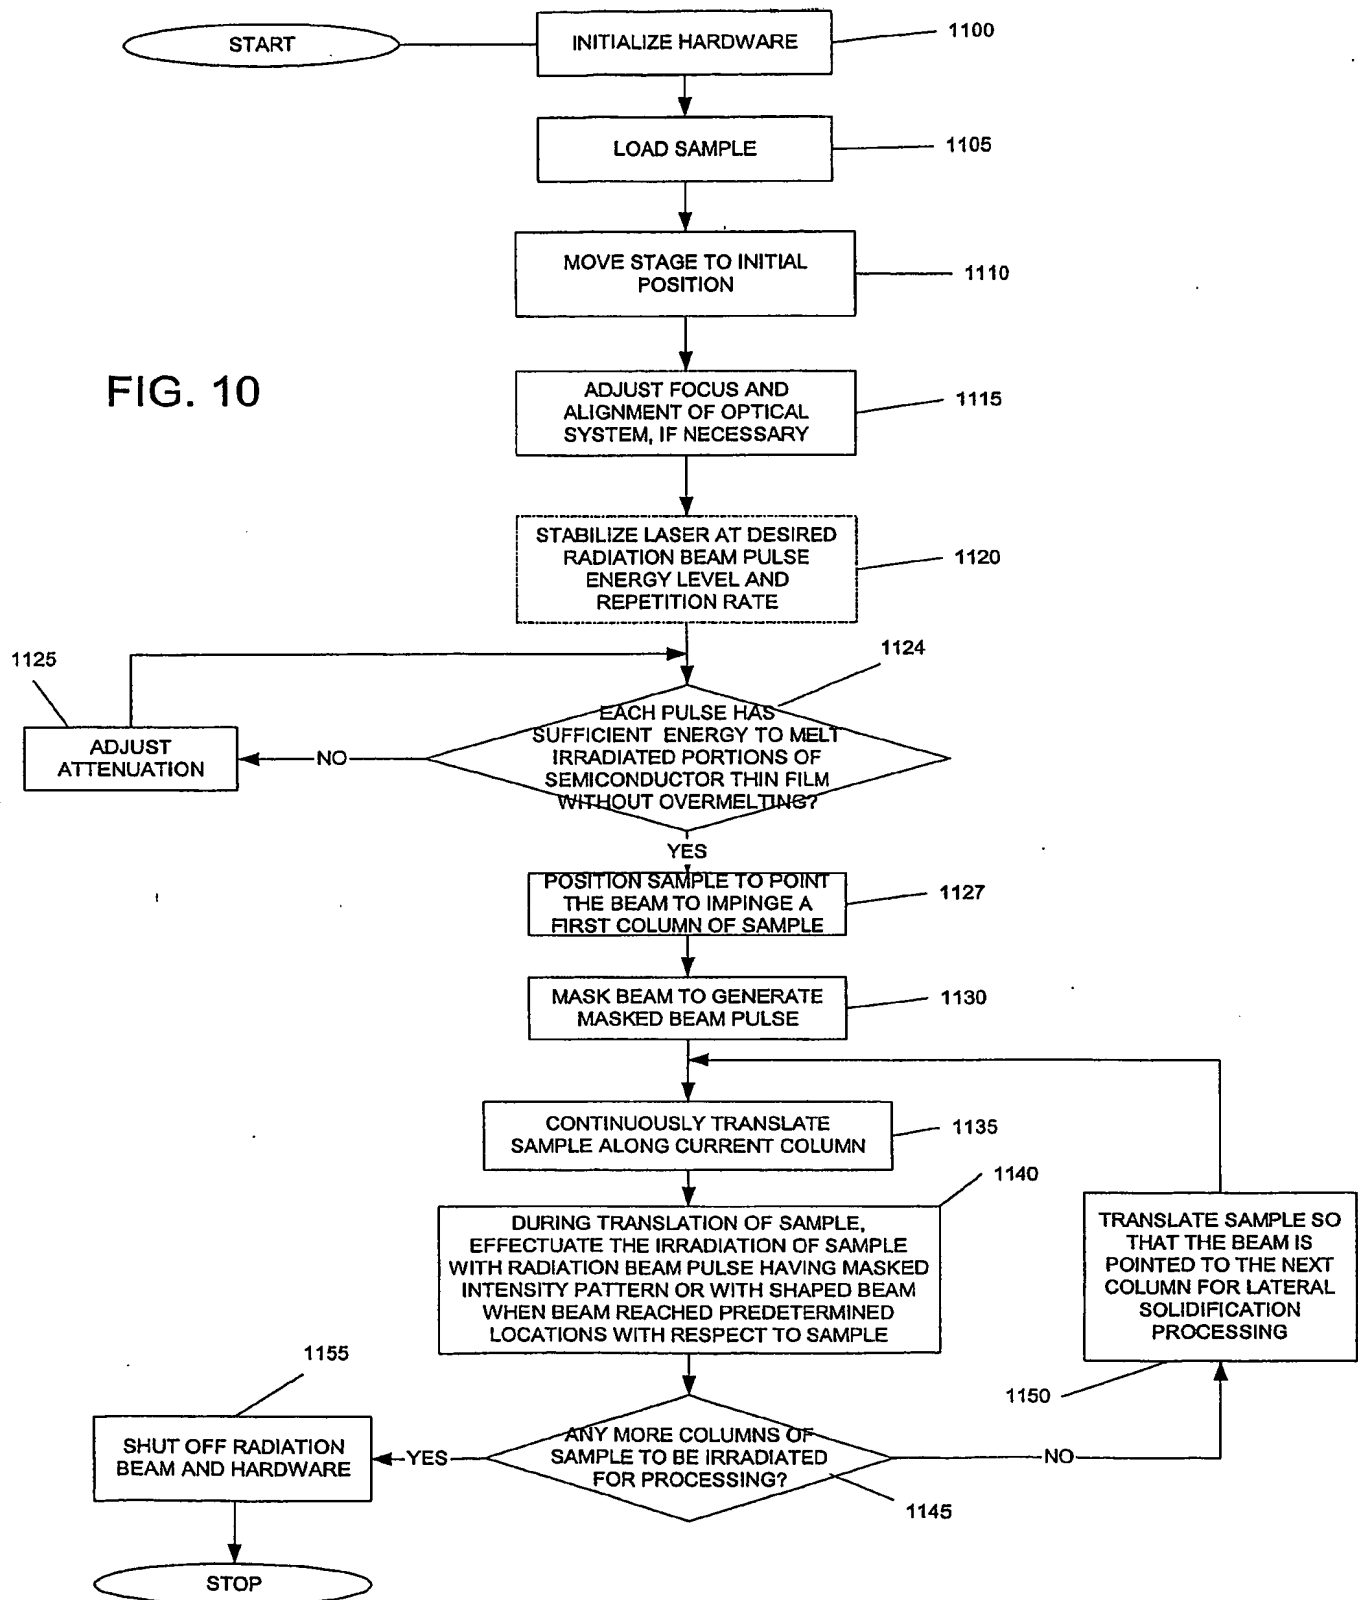 START
INITIALIZE HARDWARE
1100
LOAD SAMPLE
1105
MOVE STAGE TO INITIAL
POSITION
1110
FIG. 10
ADJUST FOCUS AND
ALIGNMENT OF OPTICAL
SYSTEM, IF NECESSARY
1115
STABILIZE LASER AT DESIRED
RADIATION BEAM PULSE
ENERGY LEVEL AND
REPETITION RATE
1120
1125
1124
ADJUST
ATTENUATION
NO
EACH PULSE HAS
SUFFICIENT ENERGY TO MELT
IRRADIATED PORTIONS OF
SEMICONDUCTOR THIN FILM
WITHOUT OVERMELTING?
YES
POSITION SAMPLE TO POINT
THE BEAM TO IMPINGE A
FIRST COLUMN OF SAMPLE
1127
MASK BEAM TO GENERATE
MASKED BEAM PULSE
1130
CONTINUOUSLY TRANSLATE
SAMPLE ALONG CURRENT COLUMN
1135
1140
DURING TRANSLATION OF SAMPLE,
EFFECTUATE THE IRRADIATION OF SAMPLE
WITH RADIATION BEAM PULSE HAVING MASKED
INTENSITY PATTERN OR WITH SHAPED BEAM
WHEN BEAM REACHED PREDETERMINED
LOCATIONS WITH RESPECT TO SAMPLE
TRANSLATE SAMPLE SO
THAT THE BEAM IS
POINTED TO THE NEXT
COLUMN FOR LATERAL
SOLIDIFICATION
PROCESSING
1150
1155
SHUT OFF RADIATION
BEAM AND HARDWARE
YES
ANY MORE COLUMNS OF
SAMPLE TO BE IRRADIATED
FOR PROCESSING?
NO
1145
STOP